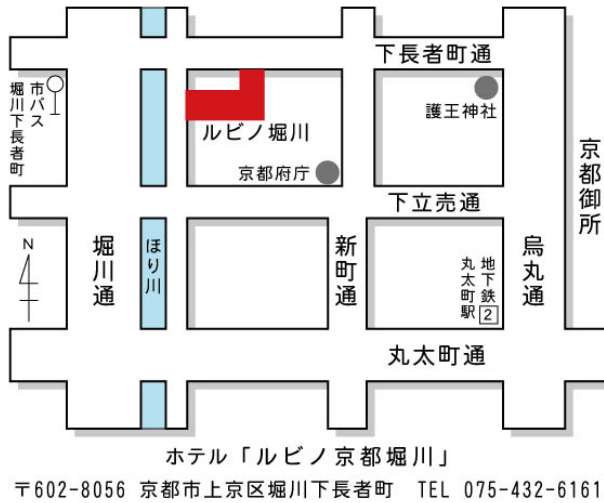 下長者町通
市バス
堀川下長者町
護王神社
ルビノ堀川
京都府庁
京都御所
下立売通
N
堀川通
ほり川
新町通
地下鉄
丸太町駅
2
烏丸通
丸太町通
ホテル「ルビノ京都堀川」
〒602-8056 京都市上京区堀川下長者町 TEL 075-432-6161